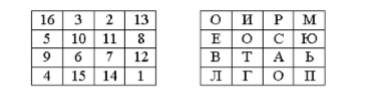 16 3 2 13 О И Р М
5 10 11 8 Е О С Ю
9 6 7 12 В Т А Ь
4 15 14 1 Л Г О П